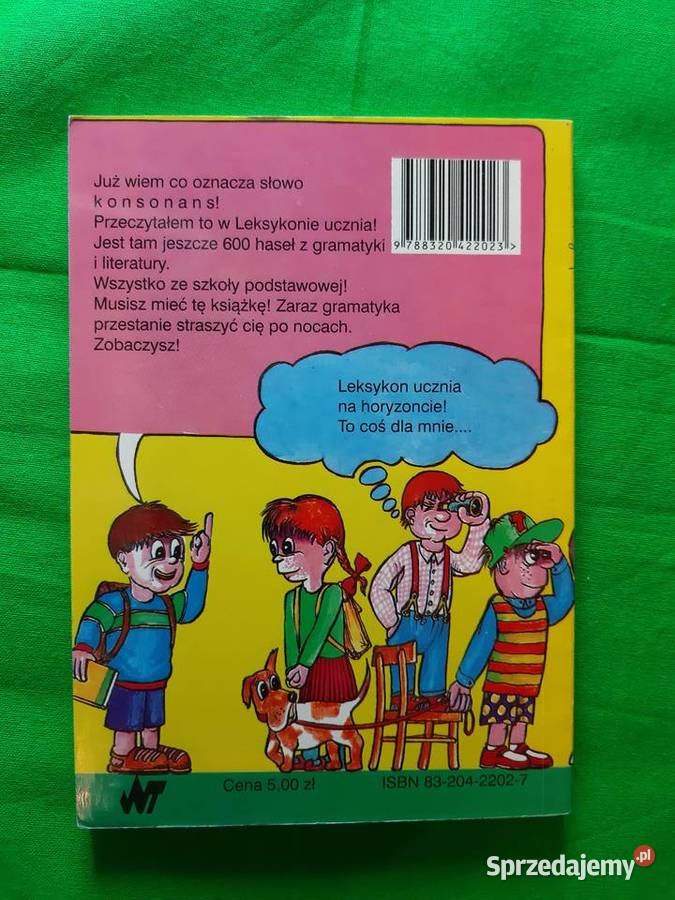 Już wiem co oznacza słowo
konsonans!
Przeczytałem to w Leksykonie ucznia!
Jest tam jeszcze 600 haseł z gramatyki
i literatury.
Wszystko ze szkoły podstawowej!
Musisz mieć tę książkę! Zaraz gramatyka
przestanie straszyć cię po nocach.
Zobaczysz!
9 788320 422023 >
Leksykon ucznia
na horyzoncie!
To coś dla mnie....
WNT
Cena 5,00 zł
ISBN 83-204-2202-7
Sprzedajemy.pl